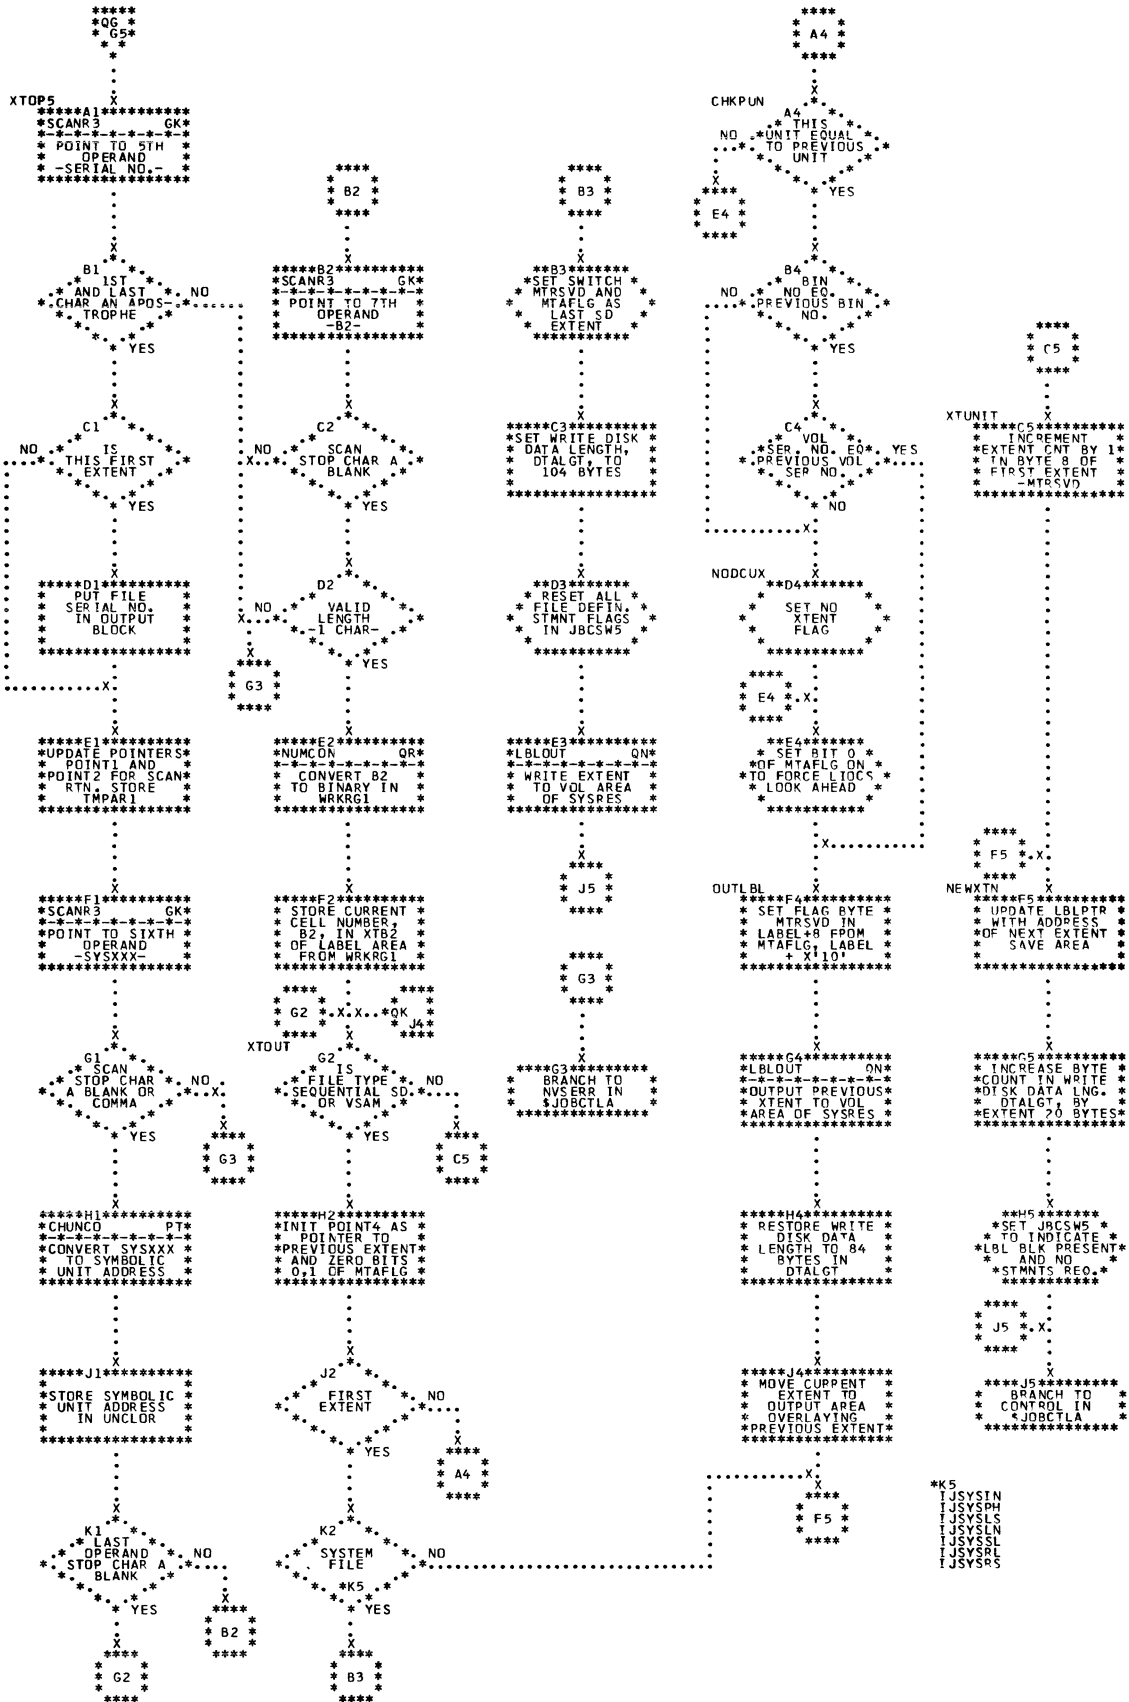 QG
G5
XTOP5
A1
SCANR3 GK
POINT TO 5TH
OPERAND
-SERIAL NO.-
B1
1ST
AND LAST
CHAR AN APOS-
TROPHE
NO
YES
C1
IS
THIS FIRST
EXTENT
NO
YES
D1
PUT FILE
SERIAL NO.
IN OUTPUT
BLOCK
E1
UPDATE POINTERS
POINT1 AND
POINT2 FOR SCAN
RTN. STORE
TMPAR1
F1
SCANR3 GK
POINT TO SIXTH
OPERAND
-SYSXXX-
G1
SCAN
STOP CHAR
A BLANK OR
COMMA
NO
YES
G3
H1
CHUNCO PT
CONVERT SYSXXX
TO SYMBOLIC
UNIT ADDRESS
J1
STORE SYMBOLIC
UNIT ADDRESS
IN UNCLOR
K1
LAST
OPERAND
STOP CHAR A
BLANK
NO
YES
B2
G2
B2
B2
SCANR3 GK
POINT TO 7TH
OPERAND
-B2-
C2
SCAN
STOP CHAR A
BLANK
NO
YES
D2
VALID
LENGTH
-1 CHAR-
NO
YES
G3
E2
NUMCON QR
CONVERT B2
TO BINARY IN
WRKRG1
F2
STORE CURRENT
CELL NUMBER,
B2, IN XTB2
OF LABEL AREA
FROM WRKRG1
G2
QK
J4
XTOUT
G2
IS
FILE TYPE
SEQUENTIAL SD
OR VSAM
NO
YES
C5
H2
INIT POINT4 AS
POINTER TO
PREVIOUS EXTENT
AND ZERO BITS
0,1 OF MTAFLG
J2
FIRST
EXTENT
NO
YES
A4
K2
SYSTEM
FILE
*K5
NO
YES
B3
B3
B3
SET SWITCH
MTRSVD AND
MTAFLG AS
LAST SD
EXTENT
C3
SET WRITE DISK
DATA LENGTH,
DTALGT, TO
104 BYTES
D3
RESET ALL
FILE DEFIN.
STMNT FLAGS
IN JBCSW5
E3
LBLOUT QN
WRITE EXTENT
TO VOL AREA
OF SYSRES
J5
G3
G3
BRANCH TO
NVSERR IN
$JOBCTLA
A4
CHKPUN
A4
THIS
UNIT EQUAL
TO PREVIOUS
UNIT
NO
YES
E4
B4
BIN
NO EQ.
PREVIOUS BIN
NO.
NO
YES
C4
VOL
SER. NO. EQ
PREVIOUS VOL
SER NO.
YES
NO
NODCUX
D4
SET NO
XTENT
FLAG
E4
E4
SET BIT 0
OF MTAFLG ON
TO FORCE LIOCS
LOOK AHEAD
OUTLBL
F4
SET FLAG BYTE
MTRSVD IN
LABEL+8 FROM
MTAFLG, LABEL
+ X'10'
G4
LBLOUT QN
OUTPUT PREVIOUS
XTENT TO VOL
AREA OF SYSRES
H4
RESTORE WRITE
DISK DATA
LENGTH TO 84
BYTES IN
DTALGT
J4
MOVE CURRENT
EXTENT TO
OUTPUT AREA
OVERLAYING
PREVIOUS EXTENT
F5
C5
XTUNIT
C5
INCREMENT
EXTENT CNT BY 1
IN BYTE 8 OF
FIRST EXTENT
-MTRSVD
F5
NEWXTN
F5
UPDATE LBLPTR
WITH ADDRESS
OF NEXT EXTENT
SAVE AREA
G5
INCREASE BYTE
COUNT IN WRITE
DISK DATA LNG.
DTALGT, BY
EXTENT 20 BYTES
H5
SET JBCSW5
TO INDICATE
LBL BLK PRESENT
AND NO
STMNTS REQ.
J5
J5
BRANCH TO
CONTROL IN
$JOBCTLA
*K5
IJSYSIN
IJSYSPH
IJSYSLS
IJSYSLN
IJSYSSL
IJSYSRL
IJSYSRS